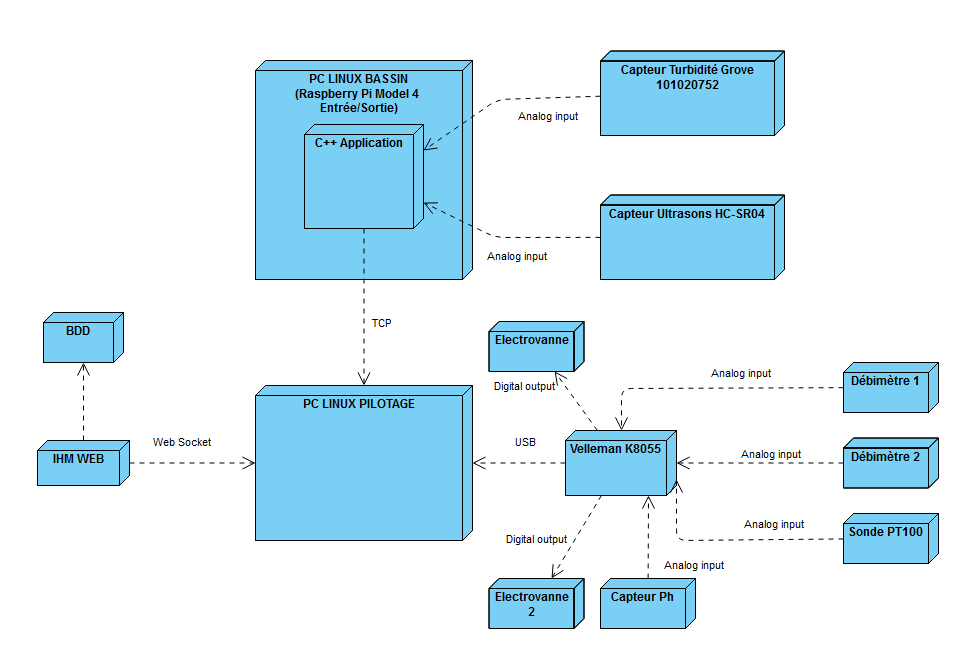 PC LINUX BASSIN
(Raspberry Pi Model 4
Entrée/Sortie)
C++ Application
Capteur Turbidité Grove
101020752
Analog input
Capteur Ultrasons HC-SR04
Analog input
TCP
BDD
Electrovanne
Digital output
Analog input
Débimètre 1
PC LINUX PILOTAGE
Web Socket
IHM WEB
USB
Velleman K8055
Analog input
Débimètre 2
Analog input
Sonde PT100
Digital output
Analog input
Electrovanne
2
Capteur Ph